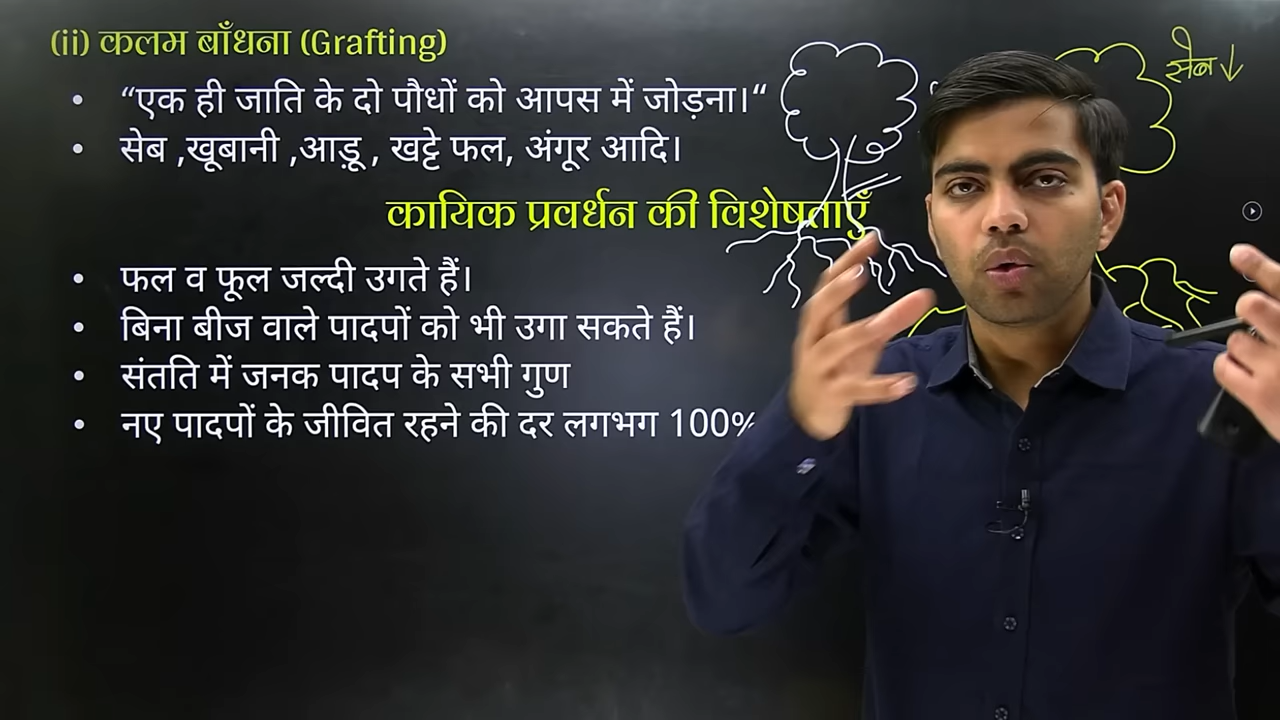 (ii) कलम बाँधना (Grafting)
• “एक ही जाति के दो पौधों को आपस में जोड़ना।“
सेब↓
• सेब ,खूबानी ,आड़ू , खट्टे फल, अंगूर आदि।
कायिक प्रवर्धन की विशेषताएँ
• फल व फूल जल्दी उगते हैं।
• बिना बीज वाले पादपों को भी उगा सकते हैं।
• संतति में जनक पादप के सभी गुण
• नए पादपों के जीवित रहने की दर लगभग 100%